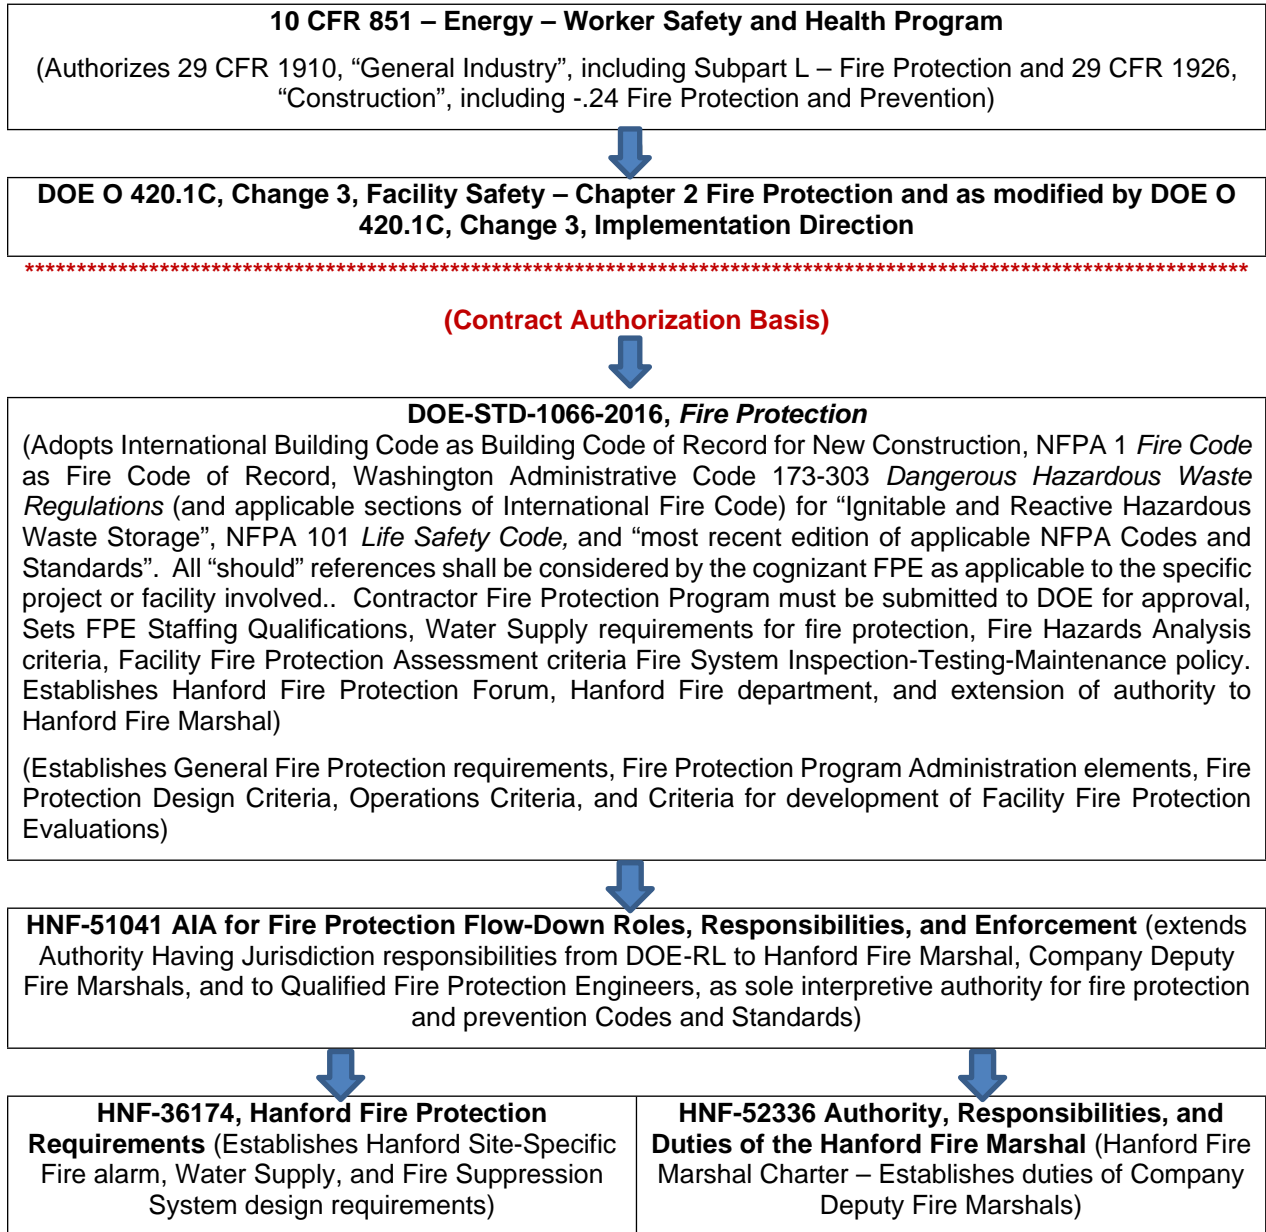 10 CFR 851 – Energy – Worker Safety and Health Program
(Authorizes 29 CFR 1910, “General Industry”, including Subpart L – Fire Protection and 29 CFR 1926,
“Construction”, including -.24 Fire Protection and Prevention)
DOE O 420.1C, Change 3, Facility Safety – Chapter 2 Fire Protection and as modified by DOE O
420.1C, Change 3, Implementation Direction
***********************************************************************************************************************
(Contract Authorization Basis)
DOE-STD-1066-2016, Fire Protection
(Adopts International Building Code as Building Code of Record for New Construction, NFPA 1 Fire Code
as Fire Code of Record, Washington Administrative Code 173-303 Dangerous Hazardous Waste
Regulations (and applicable sections of International Fire Code) for “Ignitable and Reactive Hazardous
Waste Storage”, NFPA 101 Life Safety Code, and “most recent edition of applicable NFPA Codes and
Standards”. All “should” references shall be considered by the cognizant FPE as applicable to the specific
project or facility involved.. Contractor Fire Protection Program must be submitted to DOE for approval,
Sets FPE Staffing Qualifications, Water Supply requirements for fire protection, Fire Hazards Analysis
criteria, Facility Fire Protection Assessment criteria Fire System Inspection-Testing-Maintenance policy.
Establishes Hanford Fire Protection Forum, Hanford Fire department, and extension of authority to
Hanford Fire Marshal)
(Establishes General Fire Protection requirements, Fire Protection Program Administration elements, Fire
Protection Design Criteria, Operations Criteria, and Criteria for development of Facility Fire Protection
Evaluations)
HNF-51041 AIA for Fire Protection Flow-Down Roles, Responsibilities, and Enforcement (extends
Authority Having Jurisdiction responsibilities from DOE-RL to Hanford Fire Marshal, Company Deputy
Fire Marshals, and to Qualified Fire Protection Engineers, as sole interpretive authority for fire protection
and prevention Codes and Standards)
HNF-36174, Hanford Fire Protection
Requirements (Establishes Hanford Site-Specific
Fire alarm, Water Supply, and Fire Suppression
System design requirements)
HNF-52336 Authority, Responsibilities, and
Duties of the Hanford Fire Marshal (Hanford Fire
Marshal Charter – Establishes duties of Company
Deputy Fire Marshals)